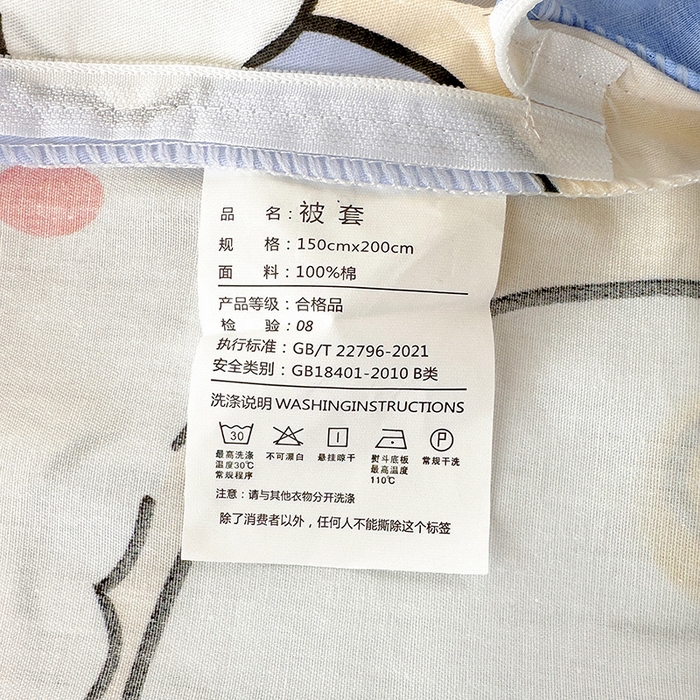 品 名：被 套
规 格：150cmx200cm
面 料：100%棉
产品等级：合格品
检 验：08
执行标准：GB/T 22796-2021
安全类别：GB18401-2010 B类
洗涤说明 WASHINGINSTRUCTIONS
30 P
最高洗涤温度30℃常规程序
不可漂白
悬挂晾干
熨斗底板最高温度110℃
常规干洗
注意：请与其他衣物分开洗涤
除了消费者以外，任何人不能撕除这个标签